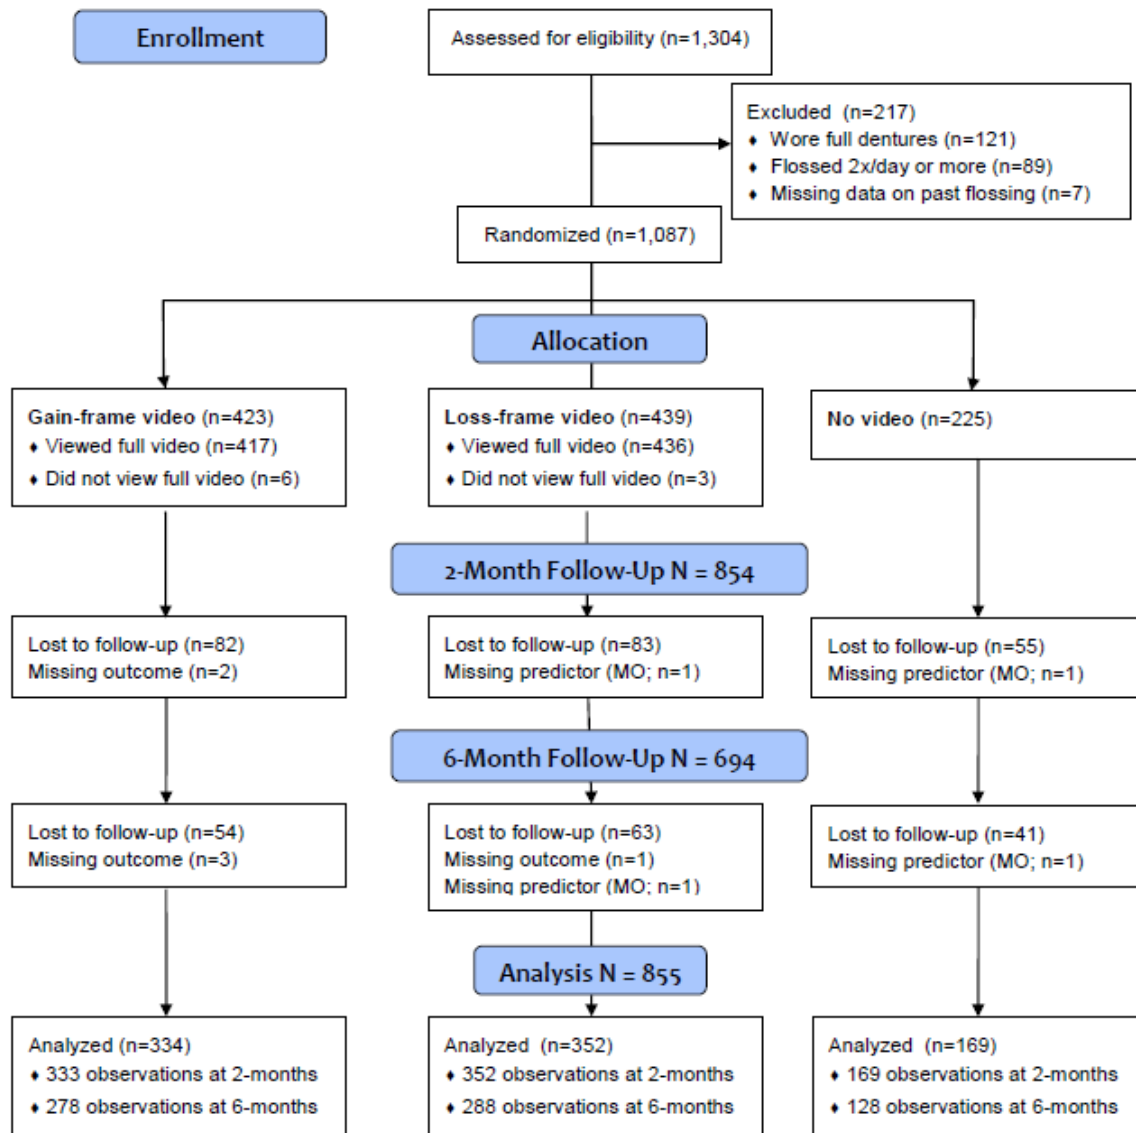 Enrollment
Assessed for eligibility (n=1,304)
Excluded (n=217)
♦ Wore full dentures (n=121)
♦ Flossed 2x/day or more (n=89)
♦ Missing data on past flossing (n=7)
Randomized (n=1,087)
Allocation
Gain-frame video (n=423)
♦ Viewed full video (n=417)
♦ Did not view full video (n=6)
Loss-frame video (n=439)
♦ Viewed full video (n=436)
♦ Did not view full video (n=3)
No video (n=225)
2-Month Follow-Up N = 854
Lost to follow-up (n=82)
Missing outcome (n=2)
Lost to follow-up (n=83)
Missing predictor (MO; n=1)
Lost to follow-up (n=55)
Missing predictor (MO; n=1)
6-Month Follow-Up N = 694
Lost to follow-up (n=54)
Missing outcome (n=3)
Lost to follow-up (n=63)
Missing outcome (n=1)
Missing predictor (MO; n=1)
Lost to follow-up (n=41)
Missing predictor (MO; n=1)
Analysis N = 855
Analyzed (n=334)
♦ 333 observations at 2-months
♦ 278 observations at 6-months
Analyzed (n=352)
♦ 352 observations at 2-months
♦ 288 observations at 6-months
Analyzed (n=169)
♦ 169 observations at 2-months
♦ 128 observations at 6-months